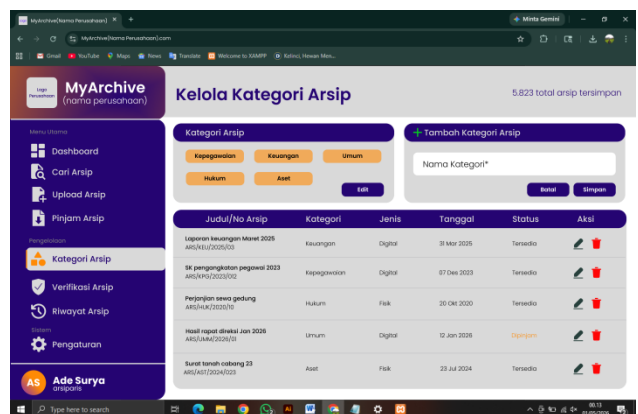 MyArchive(Nama Perusahaan)
Minta Gemini
MyArchive(Nama Perusahaan)com
Gmail YouTube Maps News Translate Welcome to XAMPP Kelinci, Hewan Men...
Logo Perusahaan
MyArchive
(nama perusahaan)
Kelola Kategori Arsip
5.823 total arsip tersimpan
Menu Utama
Dashboard
Cari Arsip
Upload Arsip
Pinjam Arsip
Pengelolaan
Kategori Arsip
Verifikasi Arsip
Riwayat Arsip
Sistem
Pengaturan
AS
Ade Surya
arsiparis
Kategori Arsip
Kepegawaian Keuangan Umum
Hukum Aset
Edit
+ Tambah Kategori Arsip
Nama Kategori*
Batal Simpan
Judul/No Arsip Kategori Jenis Tanggal Status Aksi
Laporan keuangan Maret 2025
ARS/KEU/2025/03 Keuangan Digital 31 Mar 2025 Tersedia
SK pengangkatan pegawai 2023
ARS/KPG/2023/012 Kepegawaian Digital 07 Des 2023 Tersedia
Perjanjian sewa gedung
ARS/HUK/2020/10 Hukum Fisik 20 Okt 2020 Tersedia
Hasil rapat direksi Jan 2026
ARS/UMM/2026/01 Umum Digital 12 Jan 2026 Dipinjam
Surat tanah cabang 23
ARS/AST/2024/023 Aset Fisik 23 Jul 2024 Tersedia
Type here to search
00.13